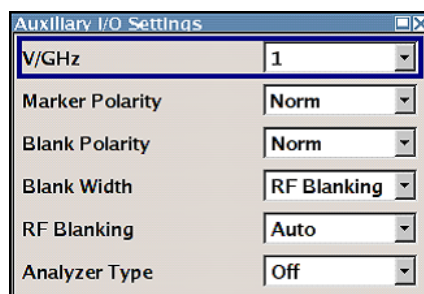 Auxiliary I/O Settings
V/GHz 1
Marker Polarity Norm
Blank Polarity Norm
Blank Width RF Blanking
RF Blanking Auto
Analyzer Type Off